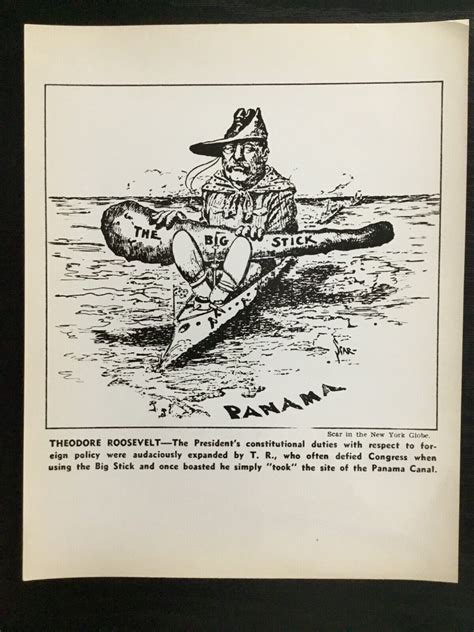 THE BIG STICK
SCAR
PANAMA
Scar in the New York Globe.
THEODORE ROOSEVELT—The President's constitutional duties with respect to for-
eign policy were audaciously expanded by T. R., who often defied Congress when
using the Big Stick and once boasted he simply "took" the site of the Panama Canal.